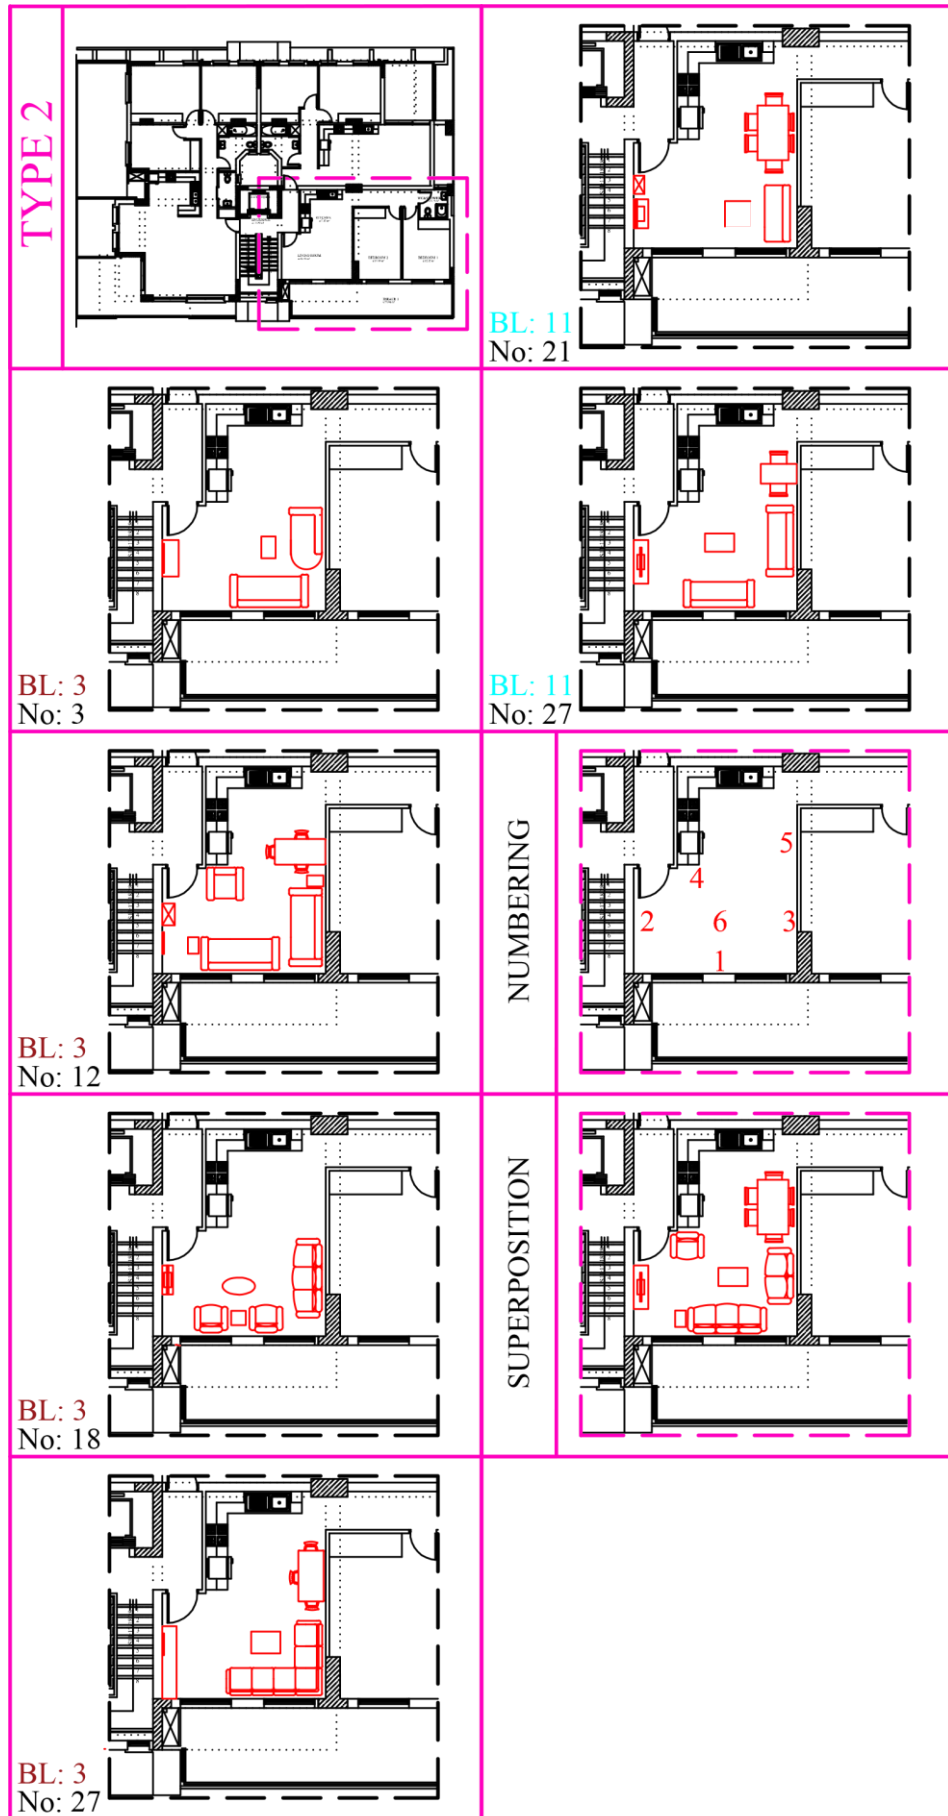 TYPE 2
BL: 11
No: 21
BL: 3
No: 3
BL: 11
No: 27
BL: 3
No: 12
NUMBERING
5
4
2 6 3
1
BL: 3
No: 18
SUPERPOSITION
BL: 3
No: 27